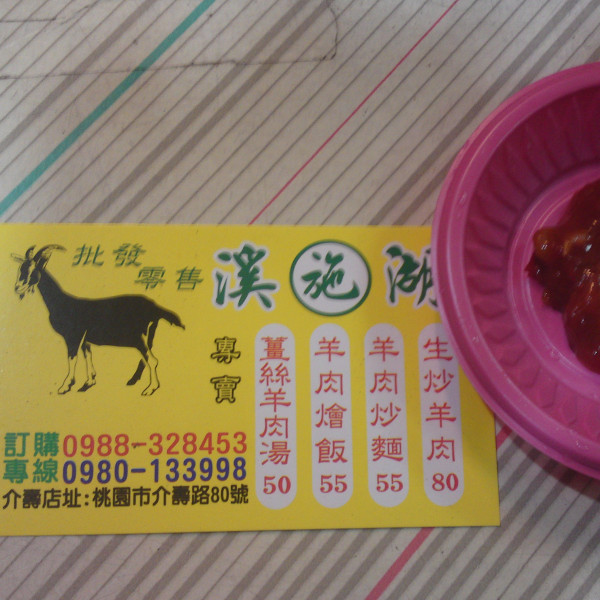 批發
零售
溪施湖
專賣
薑絲羊肉湯 50
羊肉燴飯 55
羊肉炒麵 55
生炒羊肉 80
訂購 0988-328453
專線 0980-133998
介壽店址:桃園市介壽路80號